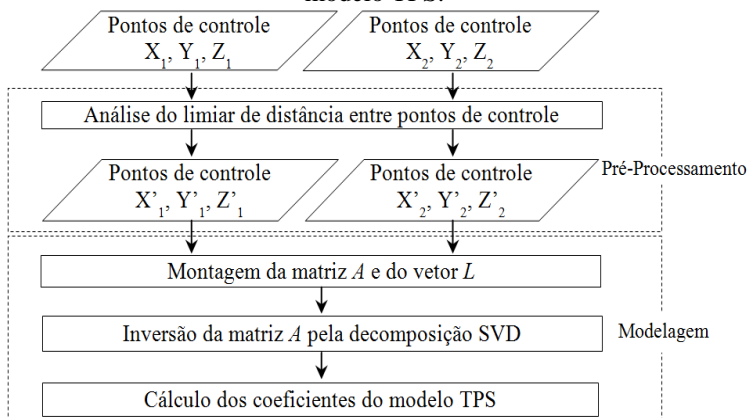 modelo TPS.
Pontos de controle
X1, Y1, Z1
Pontos de controle
X2, Y2, Z2
Análise do limiar de distância entre pontos de controle
Pontos de controle
X’1, Y’1, Z’1
Pontos de controle
X’2, Y’2, Z’2
Pré-Processamento
Montagem da matriz A e do vetor L
Inversão da matriz A pela decomposição SVD
Modelagem
Cálculo dos coeficientes do modelo TPS